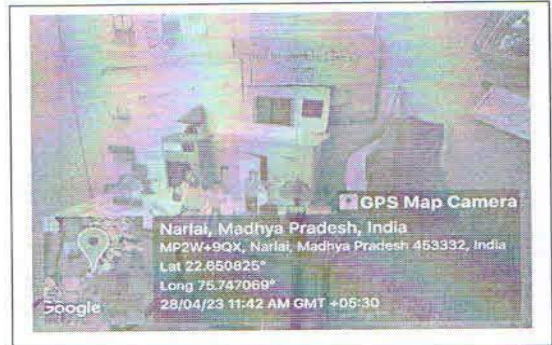 GPS Map Camera
Narlai, Madhya Pradesh, India
MP2W+9QX, Narlai, Madhya Pradesh 453332, India
Lat 22.650825°
Long 75.747069°
28/04/23 11:42 AM GMT +05:30
Google